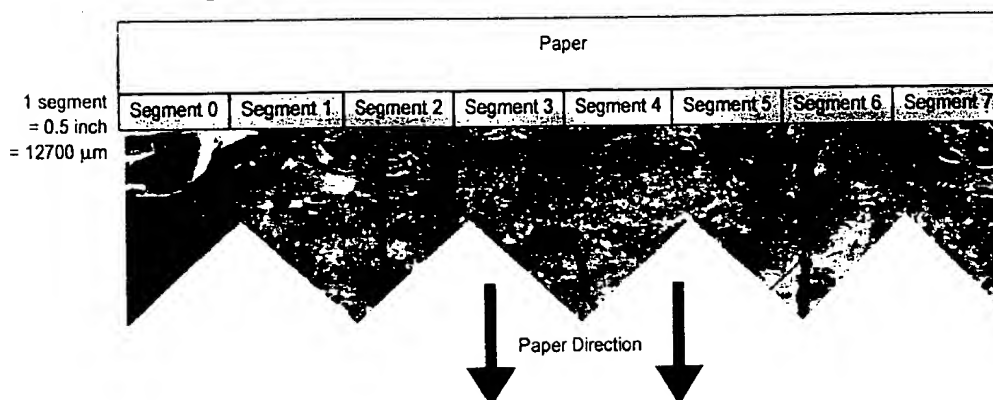 Paper
1 segment
= 0.5 inch
= 12700 µm
Segment 0 Segment 1 Segment 2 Segment 3 Segment 4 Segment 5 Segment 6 Segment 7
Paper Direction